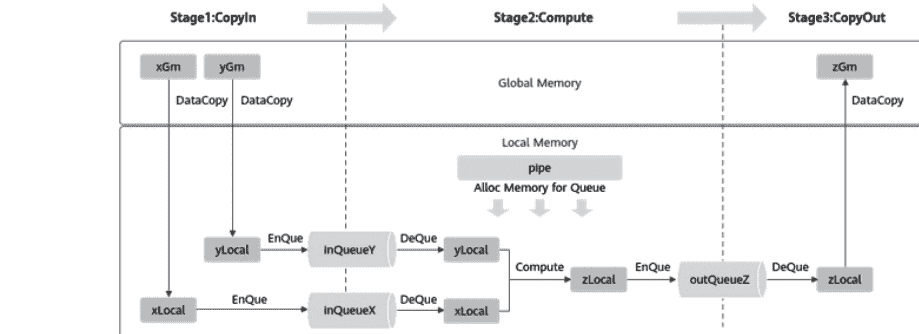 Stage1:CopyIn Stage2:Compute Stage3:CopyOut
xGm yGm zGm
Global Memory
DataCopy DataCopy DataCopy
Local Memory
pipe
Alloc Memory for Queue
yLocal EnQue inQueueY DeQue yLocal
Compute zLocal EnQue outQueueZ DeQue zLocal
xLocal EnQue inQueueX DeQue xLocal